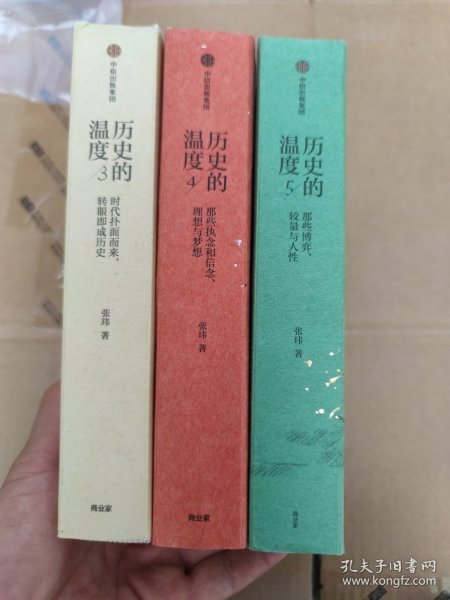 中信出版集团
历史的
温度 3
时代扑面而来、
转眼即成历史
张玮 著
商业家
中信出版集团
历史的
温度 4
那些执念和信念、
理想与梦想
张玮 著
商业家
中信出版集团
历史的
温度 5
那些博弈、
较量与人性
张玮 著
商业家
孔夫子旧书网
www.kongfz.com